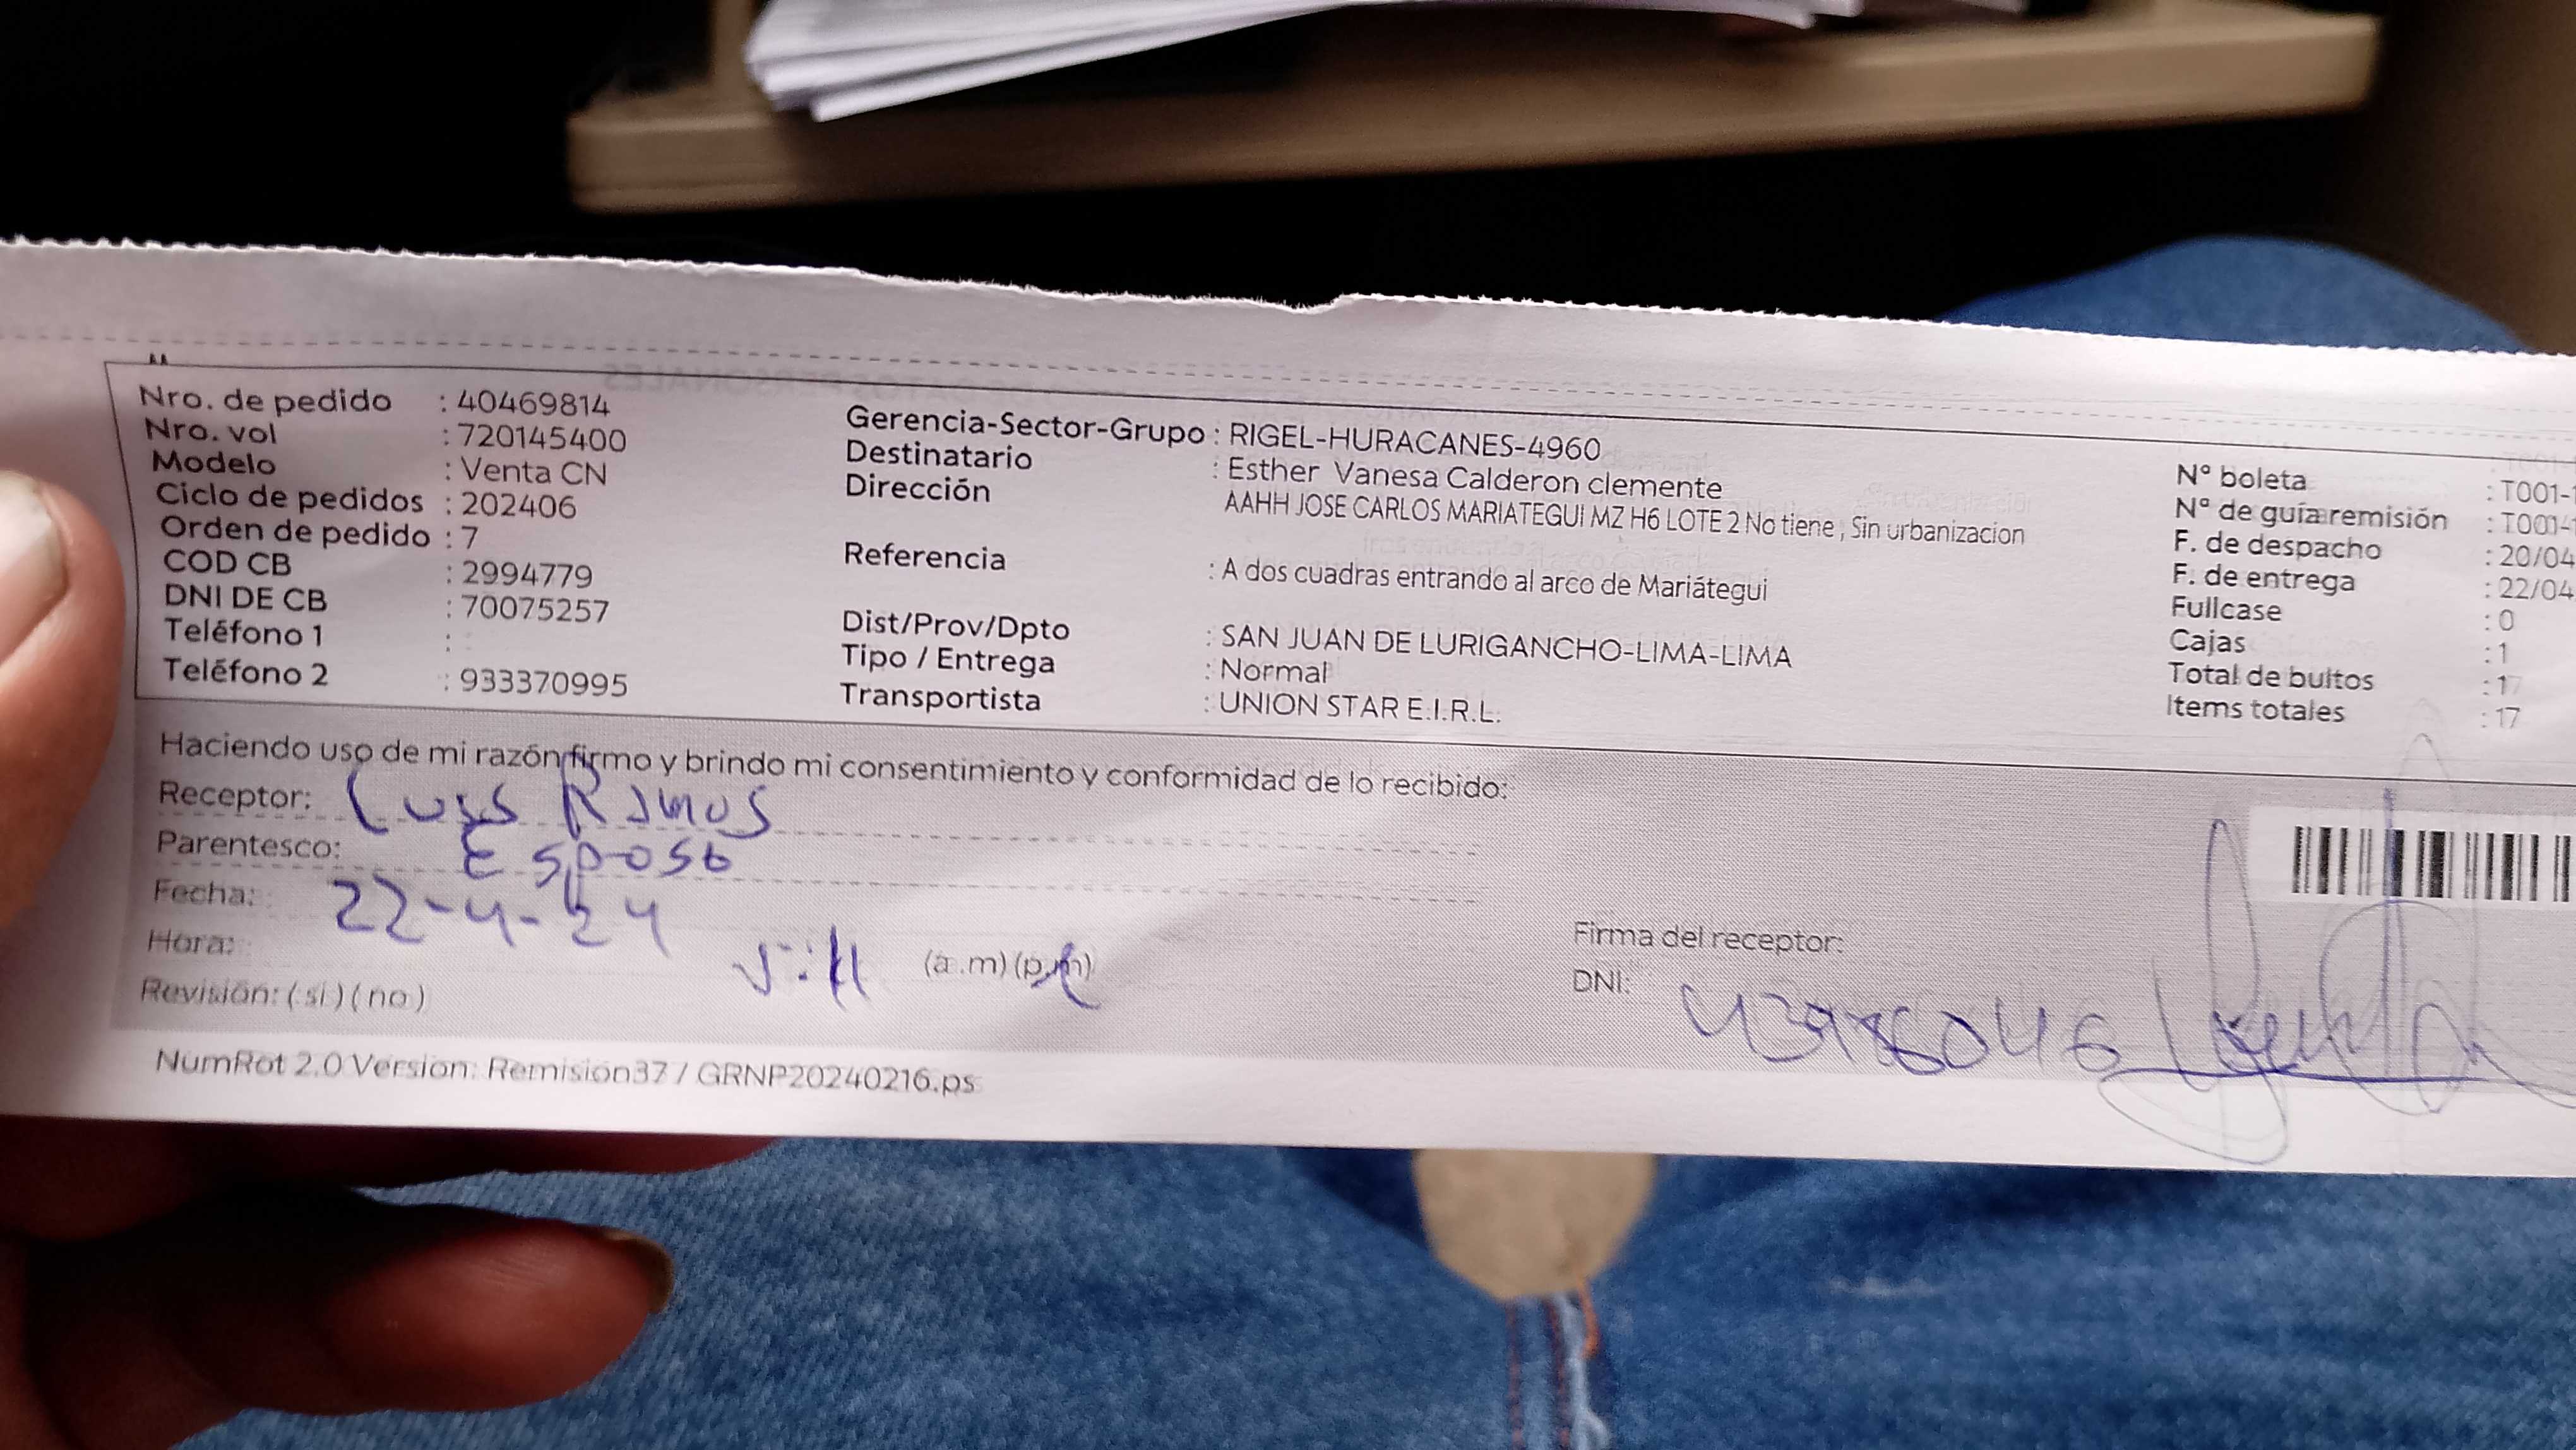 Nro. de pedido : 40469814
Nro. vol : 720145400
Modelo : Venta CN
Ciclo de pedidos : 202406
Orden de pedido : 7
COD CB : 2994779
DNI DE CB : 70075257
Teléfono 1 :
Teléfono 2 : 933370995
Gerencia-Sector-Grupo : RIGEL-HURACANES-4960
Destinatario : Esther Vanesa Calderon clemente
Dirección AAHH JOSE CARLOS MARIATEGUI MZ H6 LOTE 2 No tiene , Sin urbanizacion
Referencia : A dos cuadras entrando al arco de Mariátegui
Dist/Prov/Dpto : SAN JUAN DE LURIGANCHO-LIMA-LIMA
Tipo / Entrega : Normal
Transportista : UNION STAR E.I.R.L.
N° boleta : T001-
N° de guía remisión : T001-
F. de despacho : 20/04
F. de entrega : 22/04
Fullcase : 0
Cajas : 1
Total de bultos : 1
Items totales : 17
Haciendo uso de mi razón firmo y brindo mi consentimiento y conformidad de lo recibido:
Receptor: Luis Ramos
Parentesco: Esposo
Fecha: 22-4-24
Hora: (a.m) (p.m)
Revisión: ( si ) ( no )
Firma del receptor:
DNI:
NumRot 2.0 Version: Remision37 / GRNP20240216.ps